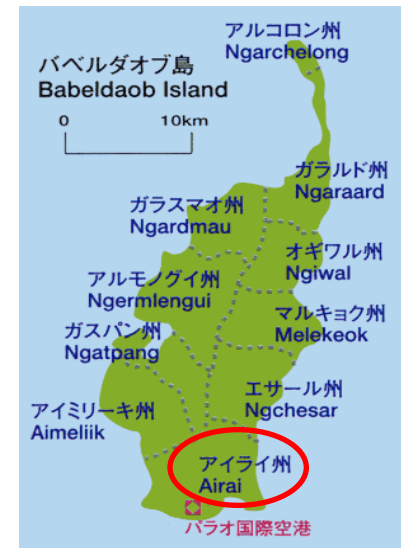 アルコロン州
Ngarchelong
バベルダオブ島
Babeldaob Island
0 10km
ガラルド州
Ngaraard
ガラスマオ州
Ngardmau
オギワル州
Ngiwal
アルモノグイ州
Ngermlengui
マルキョク州
Melekeok
ガスパン州
Ngatpang
エサール州
Ngchesar
アイミリーキ州
Aimeliik
アイライ州
Airai
パラオ国際空港